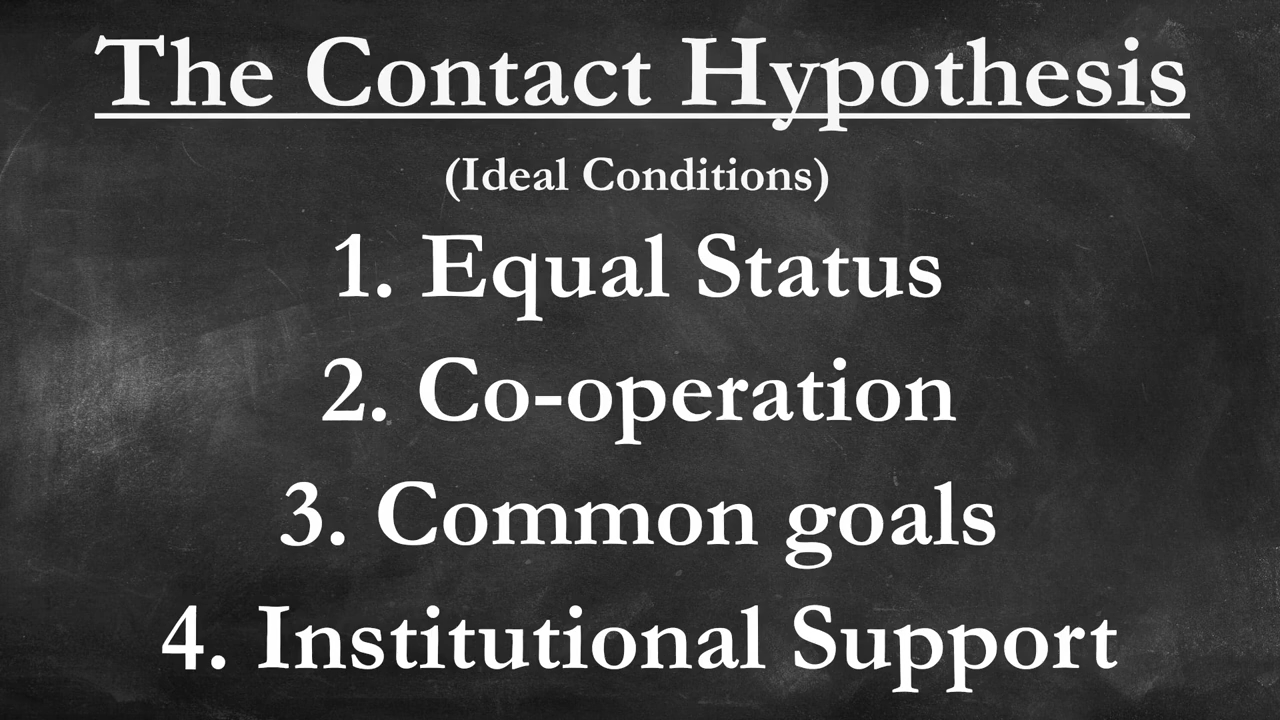 The Contact Hypothesis
(Ideal Conditions)
1. Equal Status
2. Co-operation
3. Common goals
4. Institutional Support